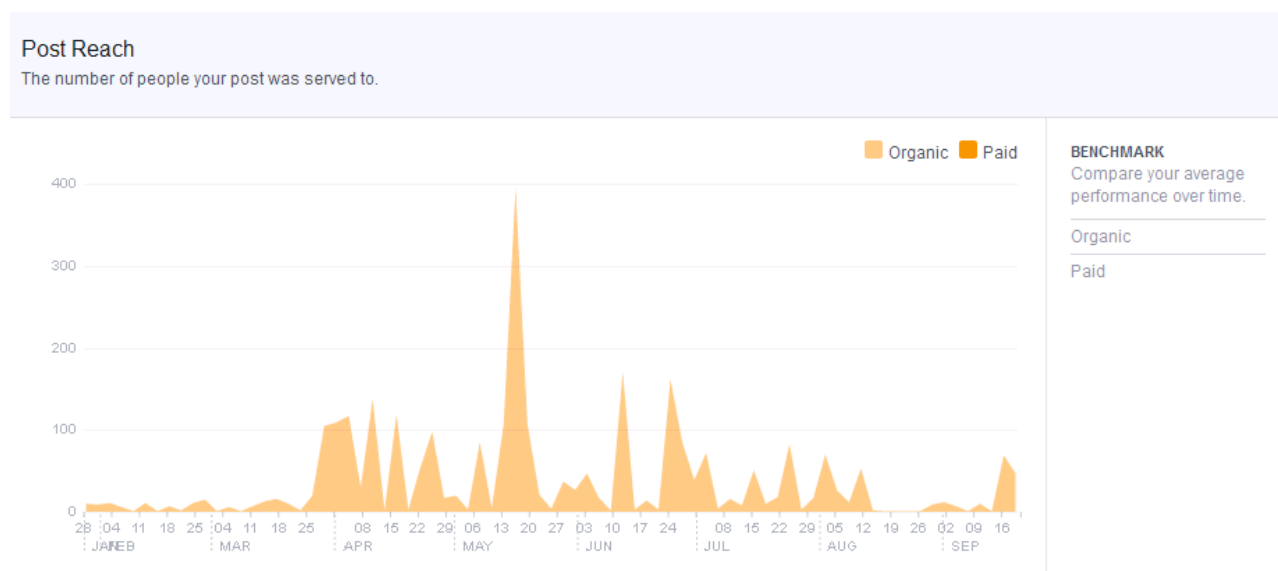 Post Reach
The number of people your post was served to.
Organic Paid
BENCHMARK
Compare your average
performance over time.
Organic
Paid
400
300
200
100
0
28 04 11 18 25 04 11 18 25 08 15 22 29 06 13 20 27 03 10 17 24 08 15 22 29 05 12 19 26 02 09 16
JAN FEB MAR APR MAY JUN JUL AUG SEP